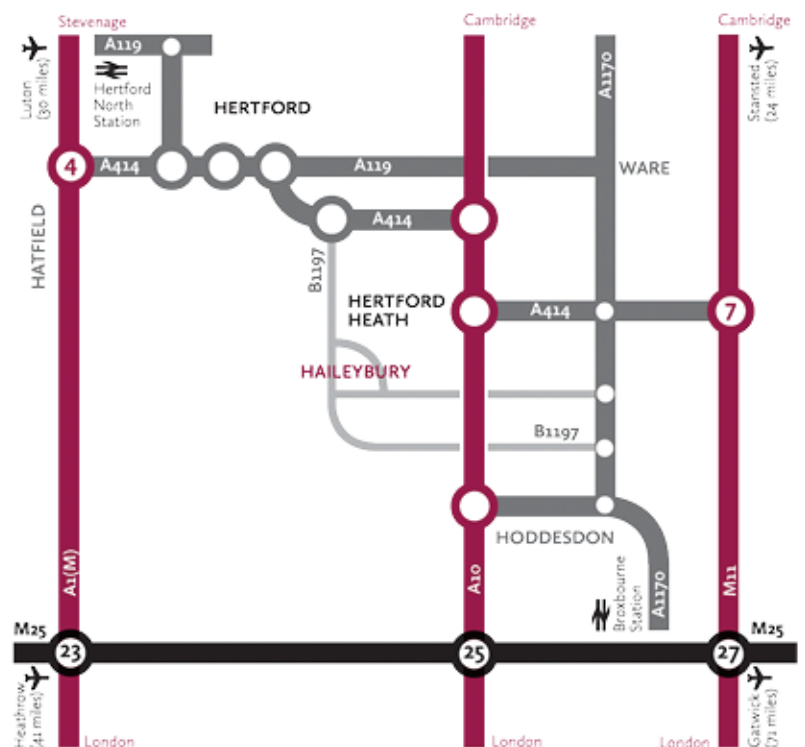 Stevenage
Cambridge
Cambridge
A119
Luton
(30 miles)
Hertford
North
Station
HERTFORD
A1170
Stansted
(24 miles)
4
A414
A119
WARE
HATFIELD
A414
B1197
HERTFORD
HEATH
A414
7
HAILEYBURY
B1197
HODDESDON
A1(M)
A10
Broxbourne
Station
A1170
M11
M25
M25
23
25
27
Heathrow
(41 miles)
Gatwick
(71 miles)
London
London
London